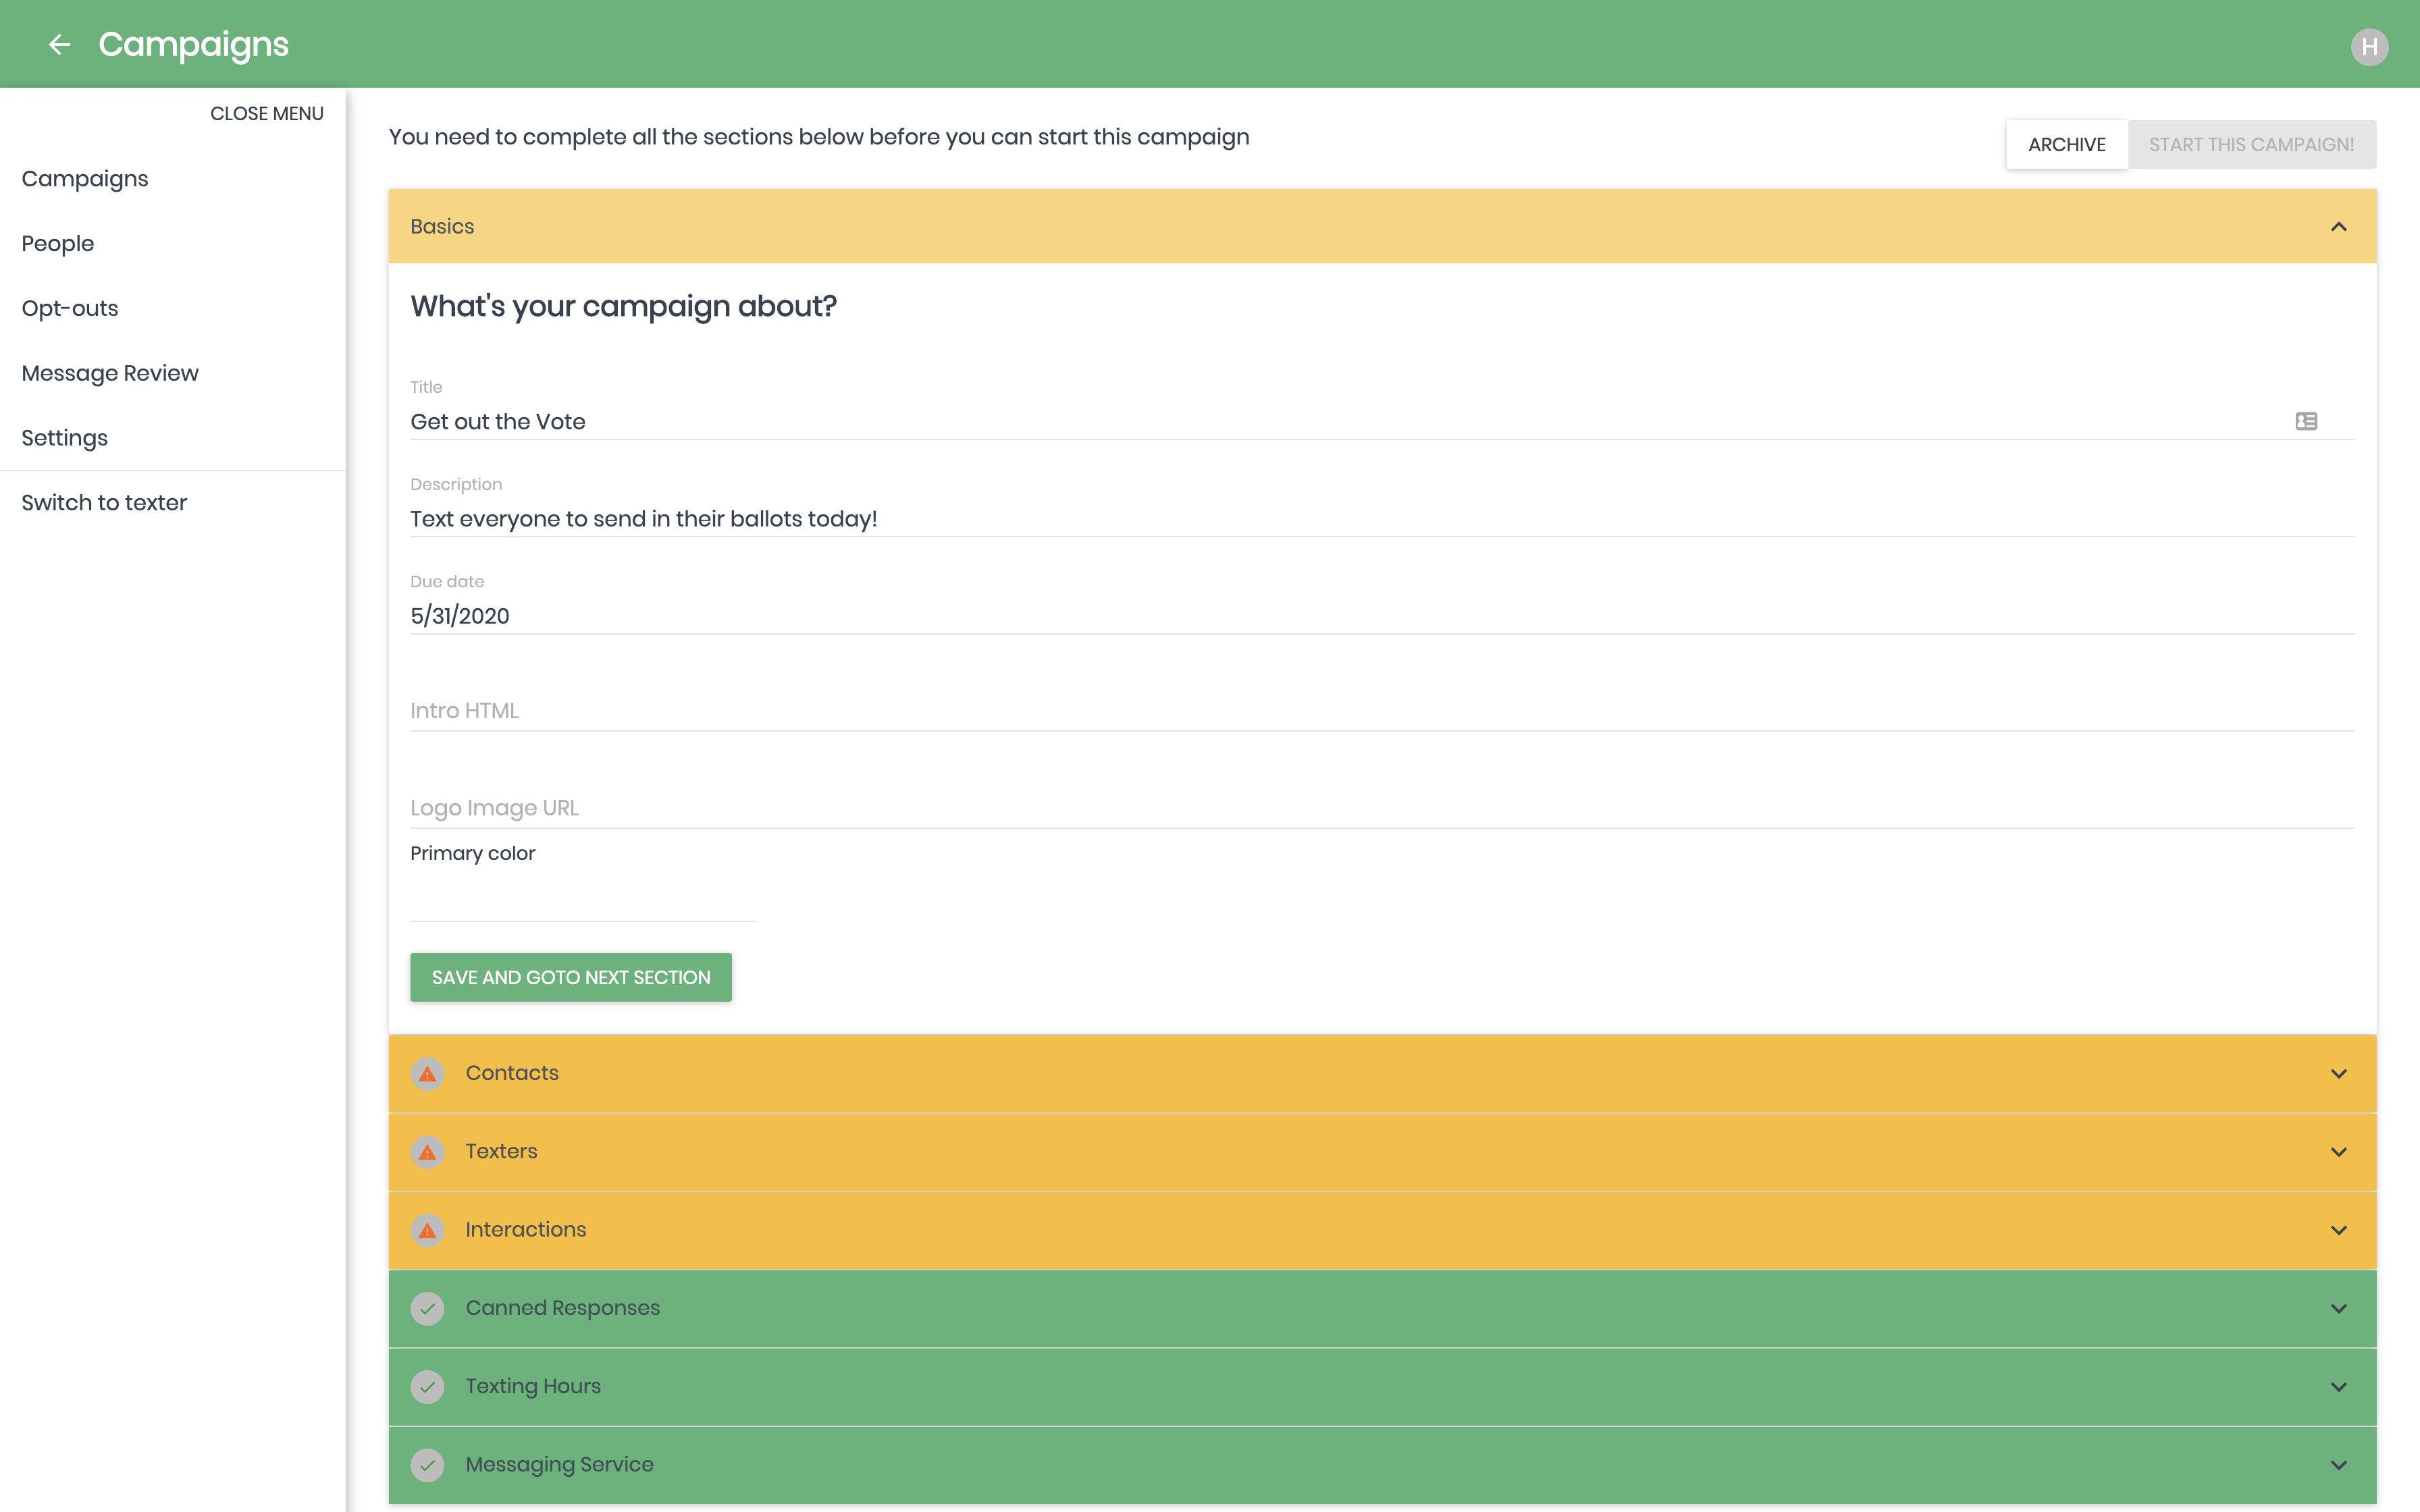 Campaigns
H
CLOSE MENU
Campaigns
People
Opt-outs
Message Review
Settings
Switch to texter
You need to complete all the sections below before you can start this campaign
ARCHIVE
START THIS CAMPAIGN!
Basics
What's your campaign about?
Title
Get out the Vote
Description
Text everyone to send in their ballots today!
Due date
5/31/2020
Intro HTML
Logo Image URL
Primary color
SAVE AND GOTO NEXT SECTION
Contacts
Texters
Interactions
Canned Responses
Texting Hours
Messaging Service